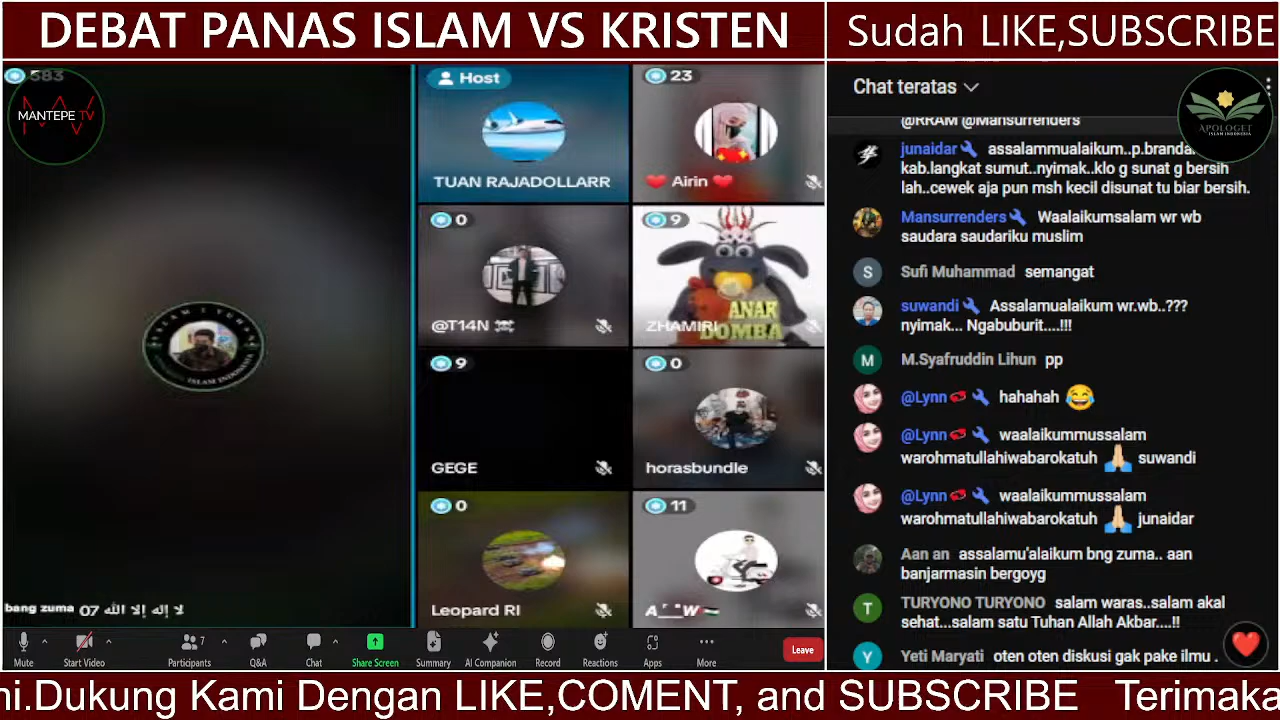 DEBAT PANAS ISLAM VS KRISTEN
Sudah LIKE,SUBSCRIBE
583
MANTEPE TV
Host
TUAN RAJADOLLARR
23
❤️ Airin ❤️
0
@T14N
9
ZHAMIRI
ANAK
DOMBA
9
GEGE
0
horasbundle
0
Leopard RI
11
ISLAM INDONESIA
bang zuma 07 لا إله إلا الله
Mute
Start Video
7
Participants
Q&A
Chat
Share Screen
Summary
AI Companion
Record
Reactions
Apps
More
Leave
Chat teratas
APOLOGET
ISLAM INDONESIA
@RRAM @Mansurrenders
junaidar assalammualaikum..p.branda
kab.langkat sumut..nyimak..klo g sunat g bersih
lah..cewek aja pun msh kecil disunat tu biar bersih.
Mansurrenders Waalaikumsalam wr wb
saudara saudariku muslim
S
Sufi Muhammad semangat
suwandi Assalamualaikum wr.wb..???
nyimak... Ngabuburit....!!!
M
M.Syafruddin Lihun pp
@Lynn hahahah 😂
@Lynn waalaikummussalam
warohmatullahiwabarokatuh 🙏 suwandi
@Lynn waalaikummussalam
warohmatullahiwabarokatuh 🙏 junaidar
Aan an assalamu'alaikum bng zuma.. aan
banjarmasin bergoyg
T
TURYONO TURYONO salam waras..salam akal
sehat...salam satu Tuhan Allah Akbar....!!
Y
Yeti Maryati oten oten diskusi gak pake ilmu .
ni.Dukung Kami Dengan LIKE,COMENT, and SUBSCRIBE Terimaka